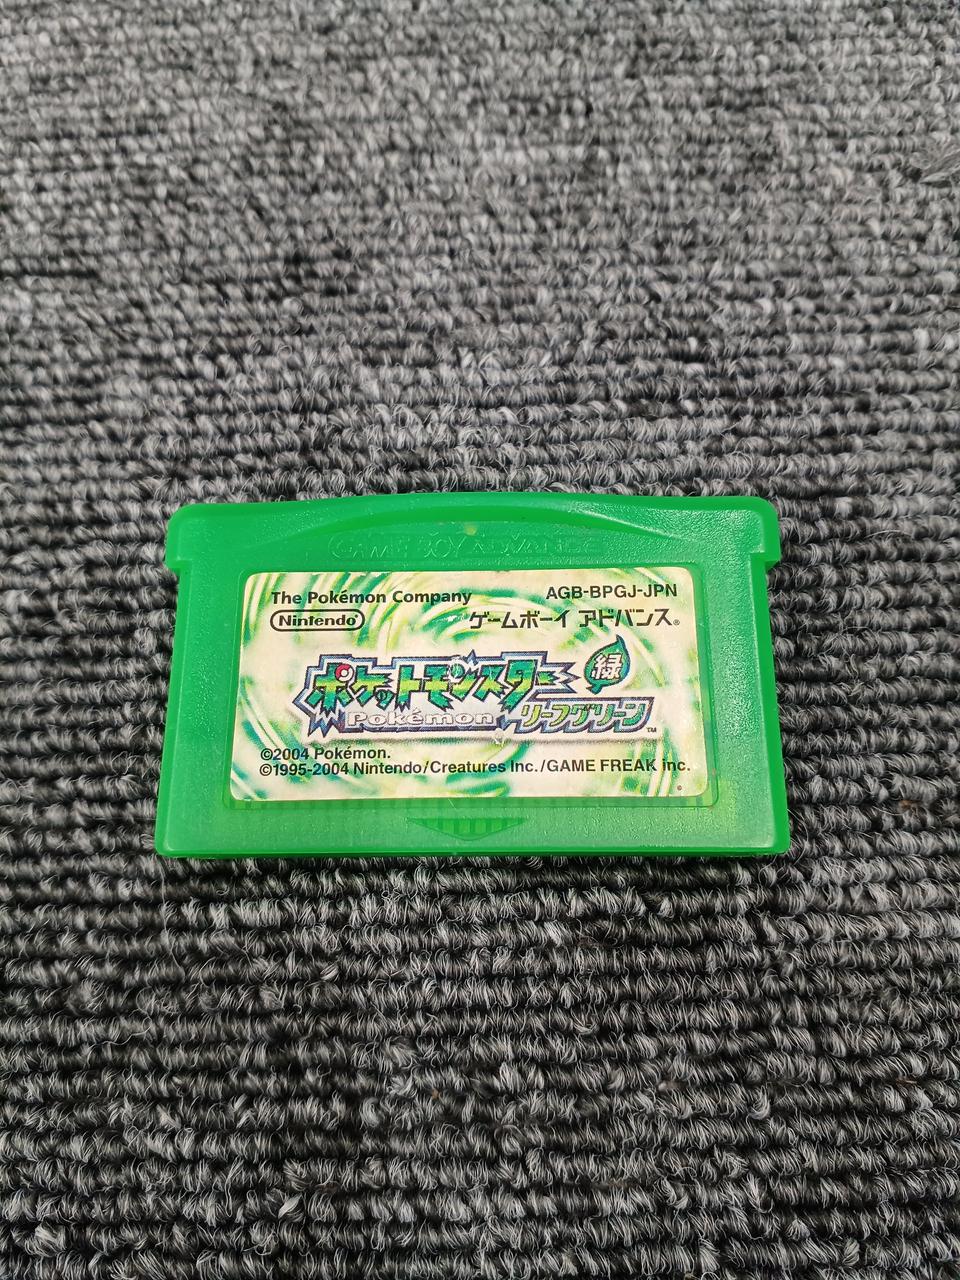 GAME BOY ADVANCE
The Pokémon Company
AGB-BPGJ-JPN
Nintendo®
ゲームボーイ アドバンス®
ポケットモンスター
緑
Pokémon
リーフグリーン™
©2004 Pokémon.
©1995-2004 Nintendo/Creatures Inc./GAME FREAK inc.